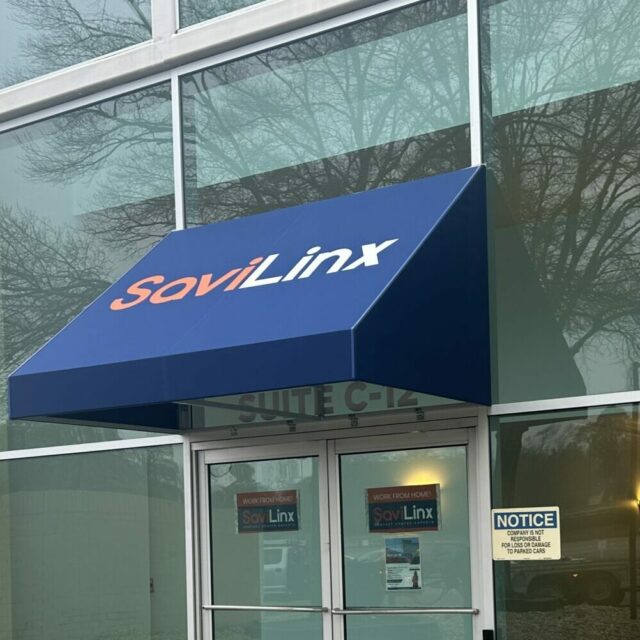 SaviLinx
SUITE C-12
WORK FROM HOME!
SaviLinx
WORK FROM HOME!
SaviLinx
NOTICE
COMPANY IS NOT
RESPONSIBLE
FOR LOSS OR DAMAGE
TO PARKED CARS